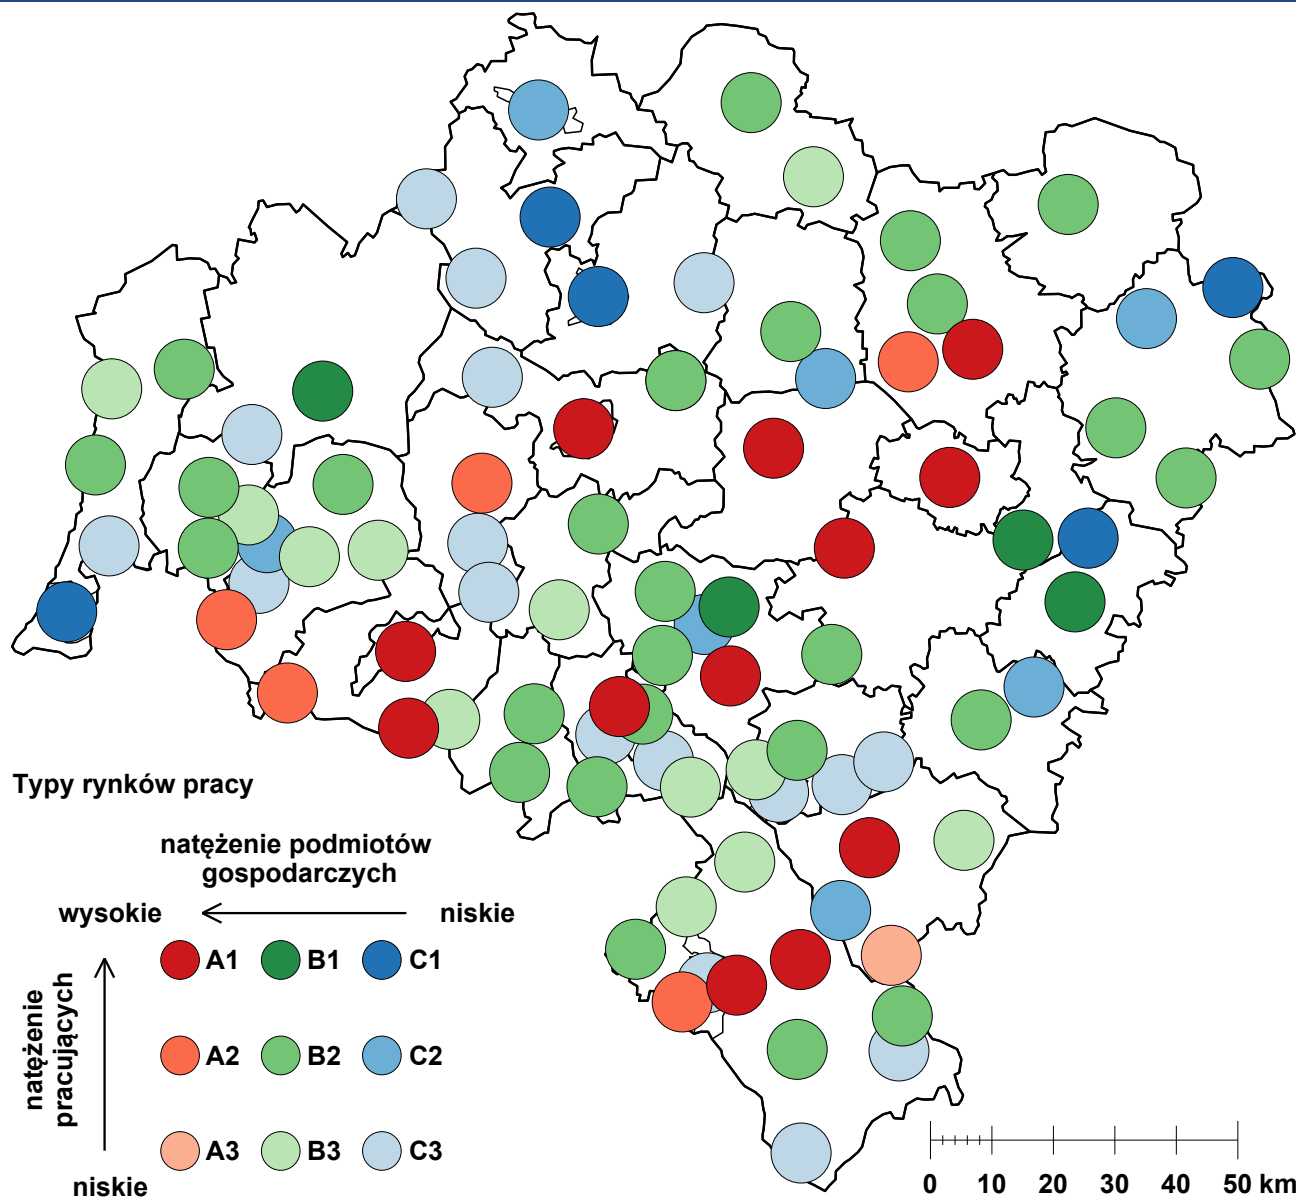 Typy rynków pracy
natężenie podmiotów
gospodarczych
wysokie
niskie
A1 B1 C1
natężenie
pracujących
A2 B2 C2
A3 B3 C3
niskie
0 10 20 30 40 50 km